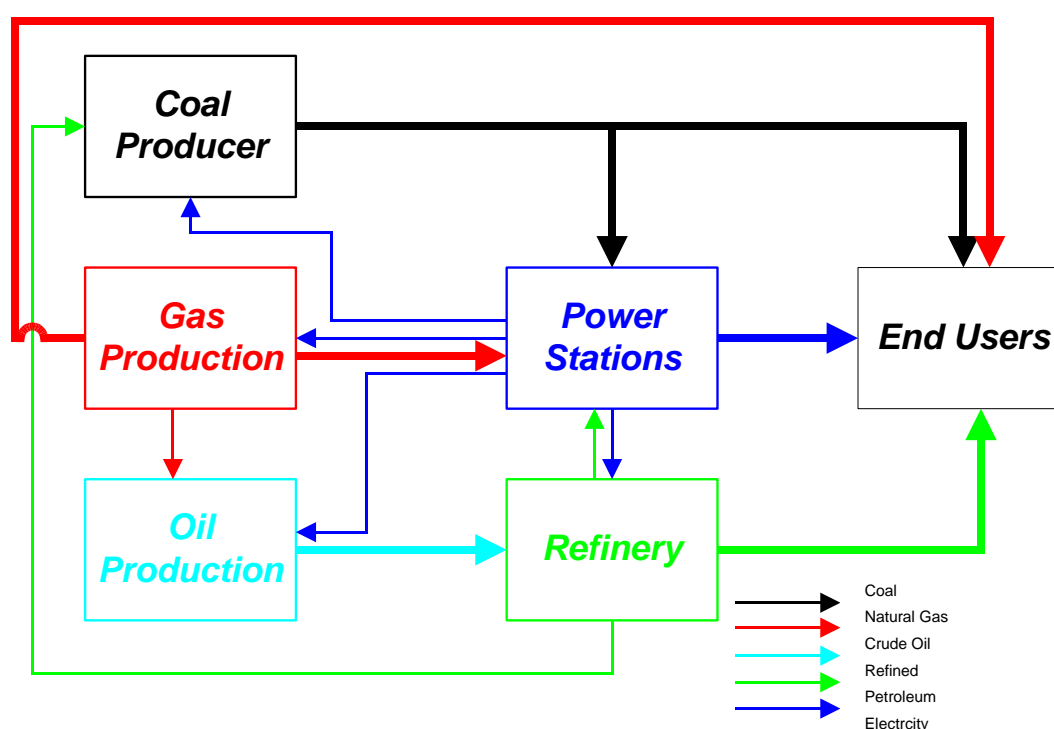 Coal
Producer
Gas
Production
Power
Stations
End Users
Oil
Production
Refinery
Coal
Natural Gas
Crude Oil
Refined
Petroleum
Electrcity